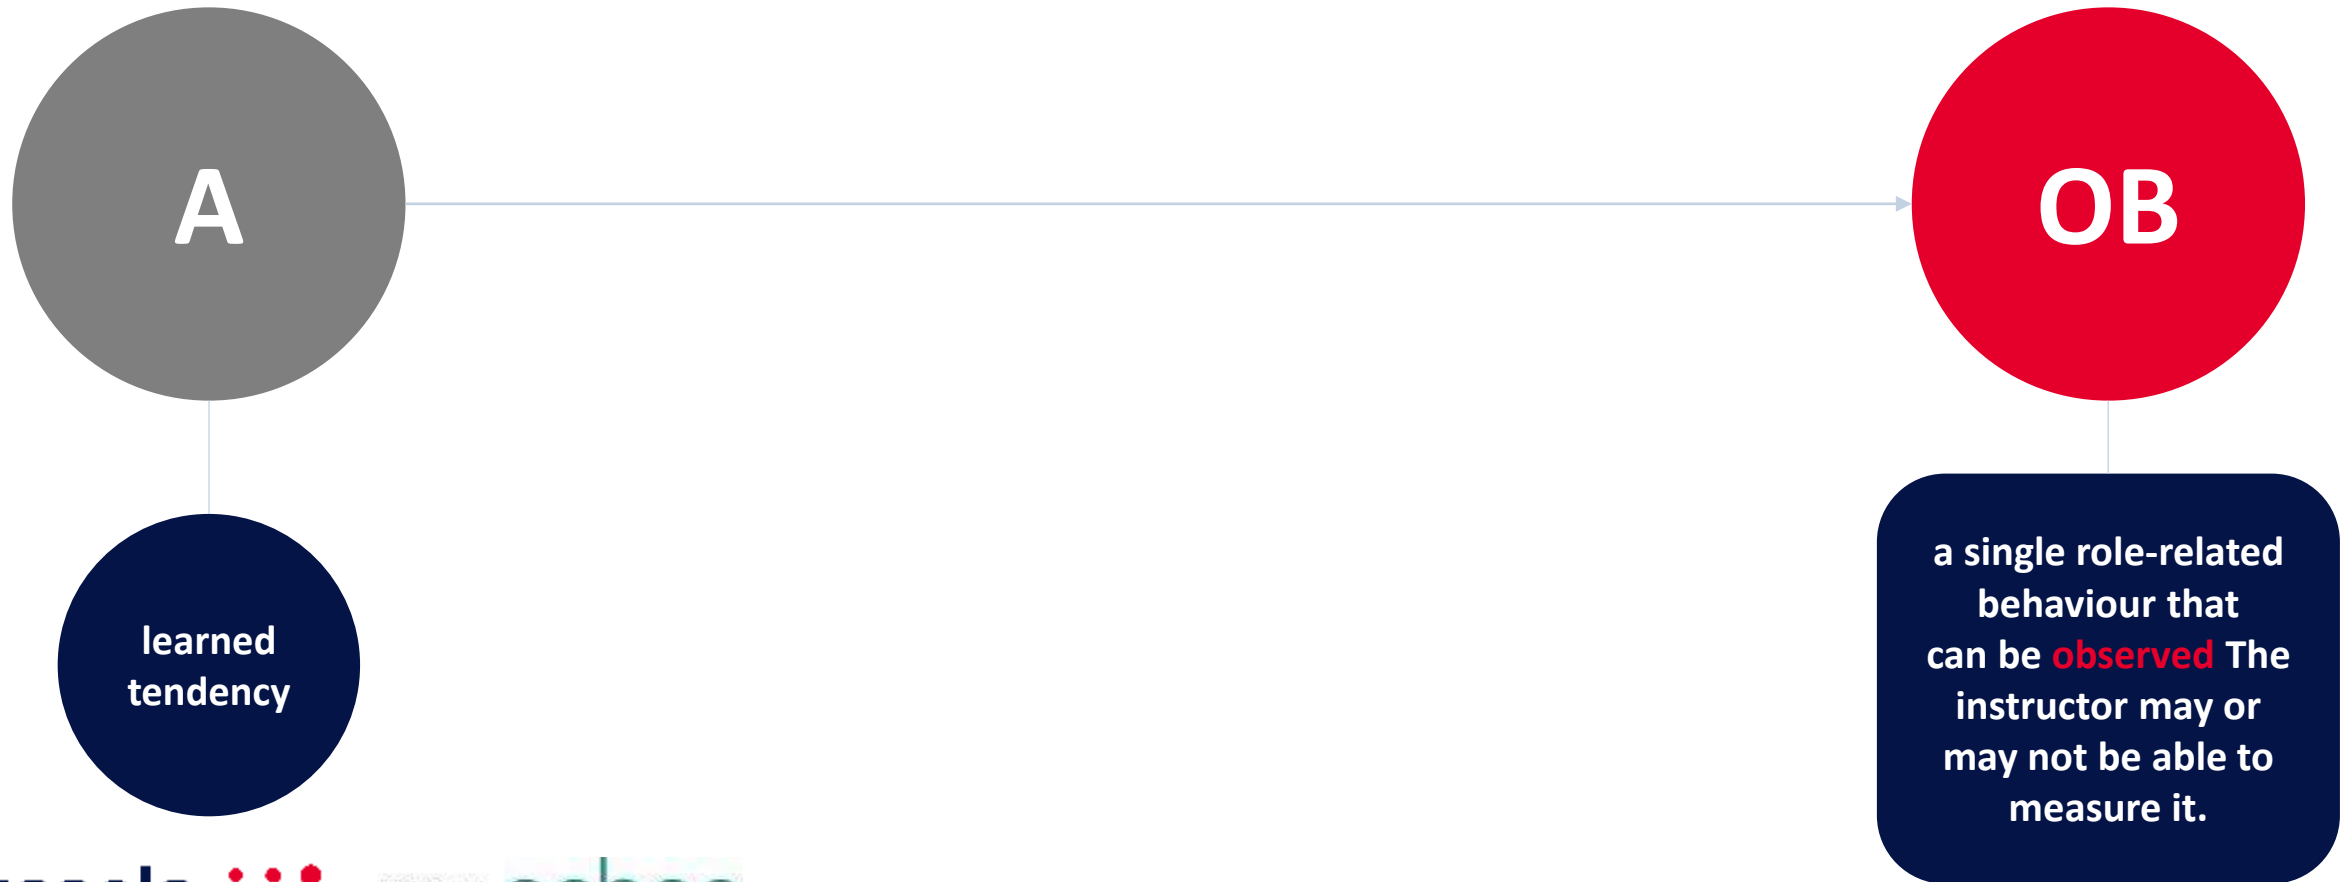 A
OB
learned
tendency
a single role-related
behaviour that
can be observed The
instructor may or
may not be able to
measure it.